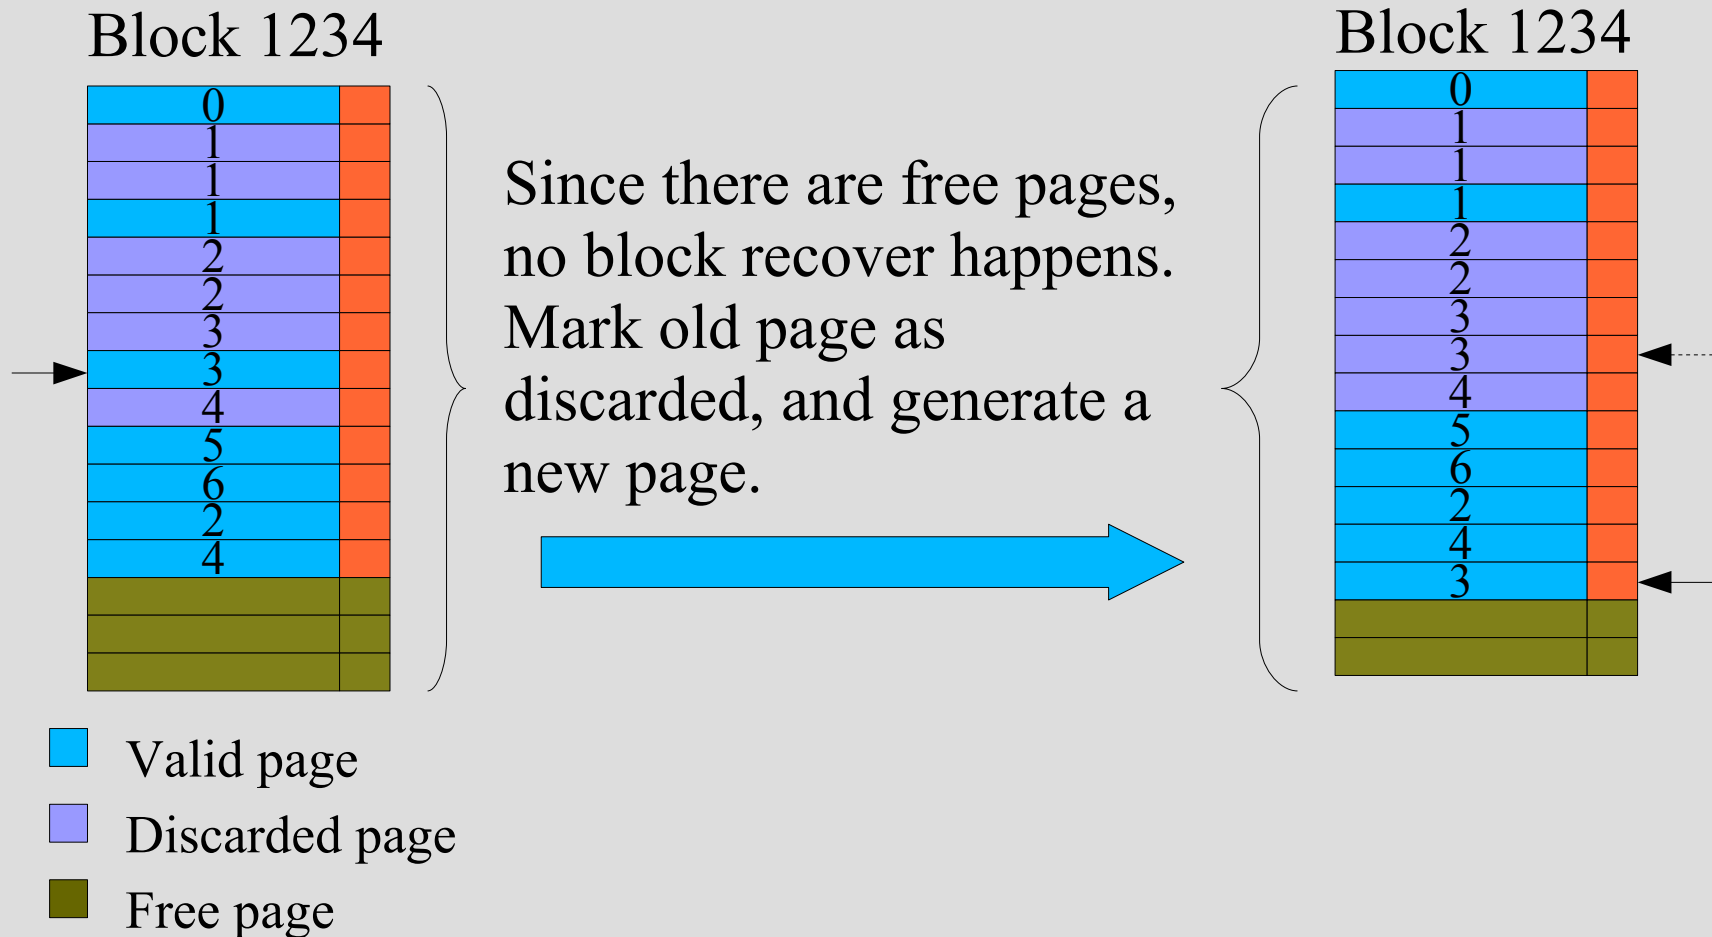 Block 1234
0
1
1
1
2
2
3
3
4
5
6
2
4
Since there are free pages,
no block recover happens.
Mark old page as
discarded, and generate a
new page.
Block 1234
0
1
1
1
2
2
3
3
4
5
6
2
4
3
Valid page
Discarded page
Free page